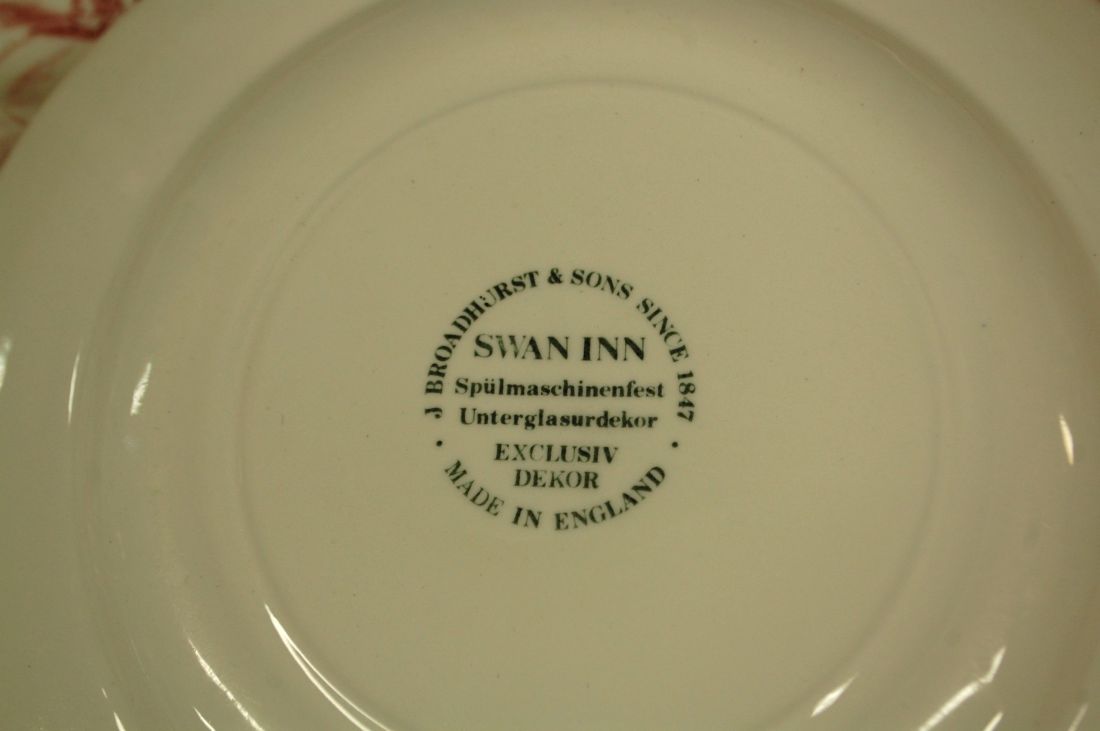 J BROADHURST & SONS SINCE 1847
SWAN INN
Spülmaschinenfest
Unterglasurdekor
EXCLUSIV
DEKOR
· MADE IN ENGLAND ·